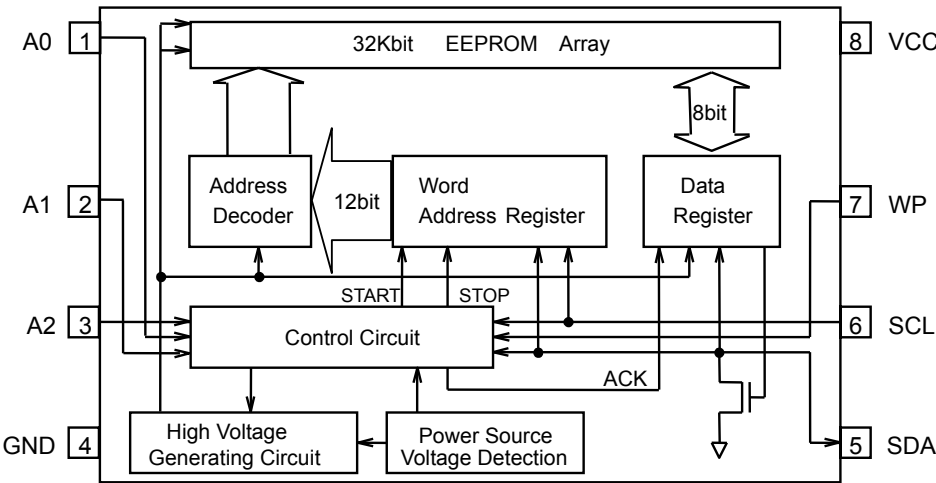 32Kbit EEPROM Array
A0 1
8 VCC
8bit
A1 2
Address
Decoder
12bit
Word
Address Register
Data
Register
7 WP
START STOP
A2 3
Control Circuit
6 SCL
ACK
GND 4
High Voltage
Generating Circuit
Power Source
Voltage Detection
5 SDA